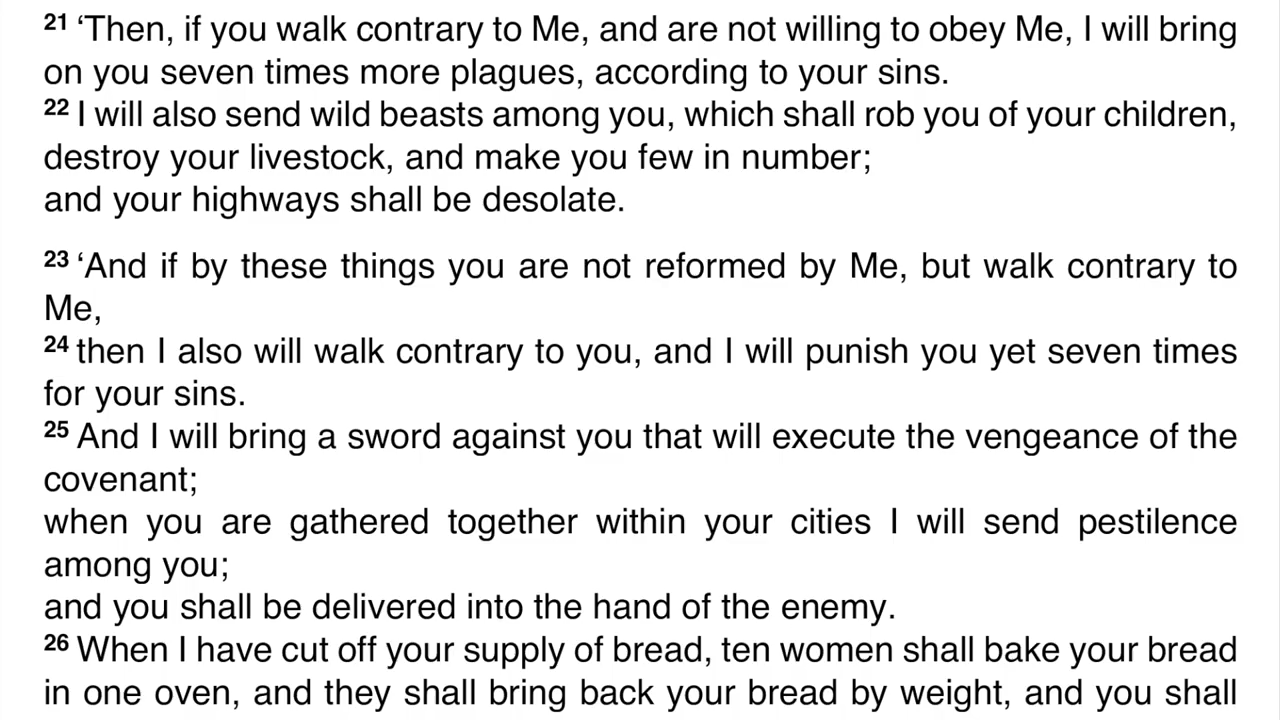 21 ‘Then, if you walk contrary to Me, and are not willing to obey Me, I will bring
on you seven times more plagues, according to your sins.
22 I will also send wild beasts among you, which shall rob you of your children,
destroy your livestock, and make you few in number;
and your highways shall be desolate.
23 ‘And if by these things you are not reformed by Me, but walk contrary to
Me,
24 then I also will walk contrary to you, and I will punish you yet seven times
for your sins.
25 And I will bring a sword against you that will execute the vengeance of the
covenant;
when you are gathered together within your cities I will send pestilence
among you;
and you shall be delivered into the hand of the enemy.
26 When I have cut off your supply of bread, ten women shall bake your bread
in one oven, and they shall bring back your bread by weight, and you shall